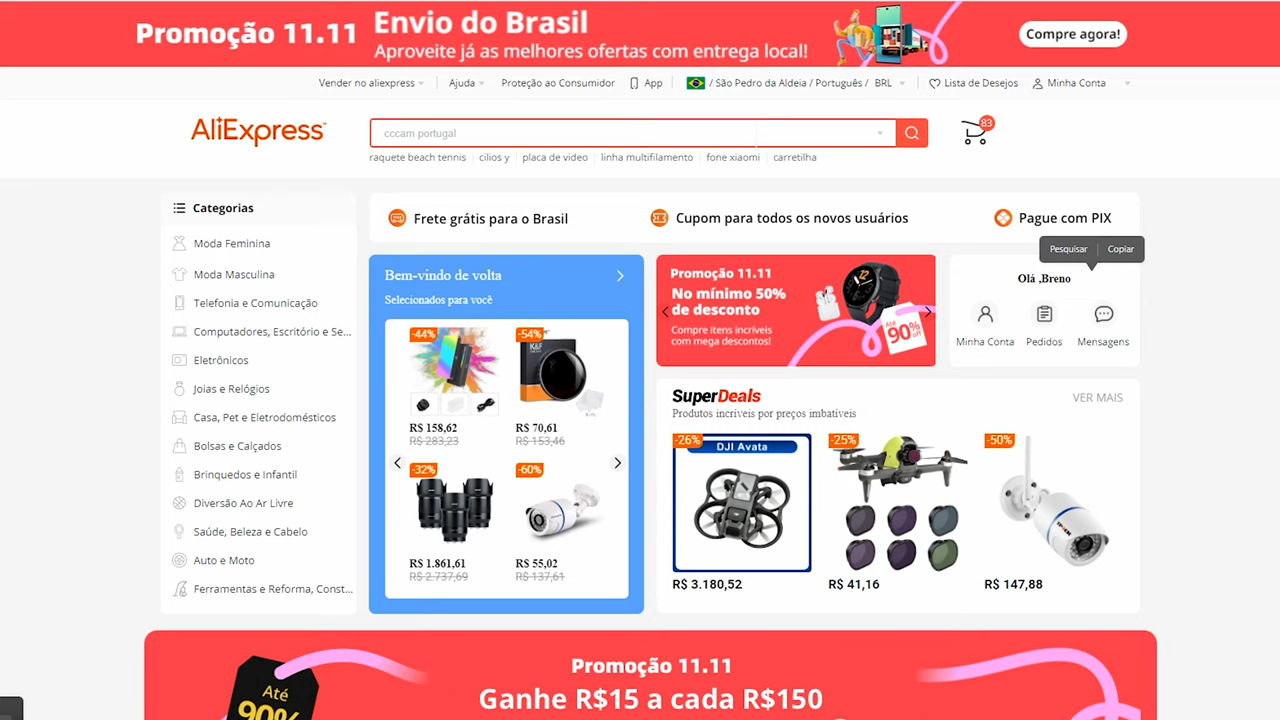 Promoção 11.11
Envio do Brasil
Aproveite já as melhores ofertas com entrega local!
Compre agora!
Vender no aliexpress
Ajuda
Proteção ao Consumidor
App
/ São Pedro da Aldeia / Português / BRL
Lista de Desejos
Minha Conta
AliExpress
cccam portugal
83
raquete beach tennis
cilios y
placa de video
linha multifilamento
fone xiaomi
carretilha
Categorias
Moda Feminina
Moda Masculina
Telefonia e Comunicação
Computadores, Escritório e Se...
Eletrônicos
Joias e Relógios
Casa, Pet e Eletrodomésticos
Bolsas e Calçados
Brinquedos e Infantil
Diversão Ao Ar Livre
Saúde, Beleza e Cabelo
Auto e Moto
Ferramentas e Reforma, Const...
Frete grátis para o Brasil
Cupom para todos os novos usuários
Pague com PIX
Bem-vindo de volta
Selecionados para você
-44%
-54%
K&F
R$ 158,62
R$ 283,23
R$ 70,61
R$ 153,46
-32%
-60%
R$ 1.861,61
R$ 2.737,69
R$ 55,02
R$ 137,61
Promoção 11.11
No mínimo 50%
de desconto
Compre itens incríveis
com mega descontos!
Até
90%
off
Pesquisar
Copiar
Olá ,Breno
Minha Conta
Pedidos
Mensagens
SuperDeals
VER MAIS
Produtos incríveis por preços imbatíveis
-26%
DJI Avata
R$ 3.180,52
-25%
R$ 41,16
-50%
R$ 147,88
Até
90%
Promoção 11.11
Ganhe R$15 a cada R$150